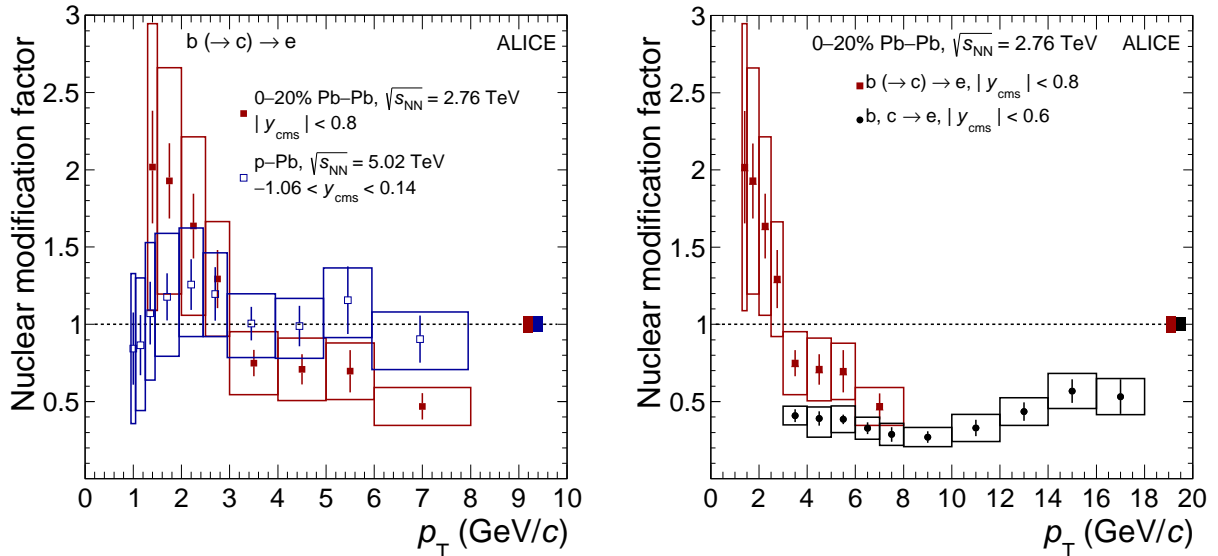 Nuclear modification factor
3
2.5
2
1.5
1
0.5
b (→ c) → e
ALICE
0–20% Pb–Pb, √s_NN = 2.76 TeV
| y_cms | < 0.8
p–Pb, √s_NN = 5.02 TeV
−1.06 < y_cms < 0.14
0 1 2 3 4 5 6 7 8 9 10
p_T (GeV/c)
Nuclear modification factor
3
2.5
2
1.5
1
0.5
0–20% Pb–Pb, √s_NN = 2.76 TeV
ALICE
b (→ c) → e, | y_cms | < 0.8
b, c → e, | y_cms | < 0.6
0 2 4 6 8 10 12 14 16 18 20
p_T (GeV/c)